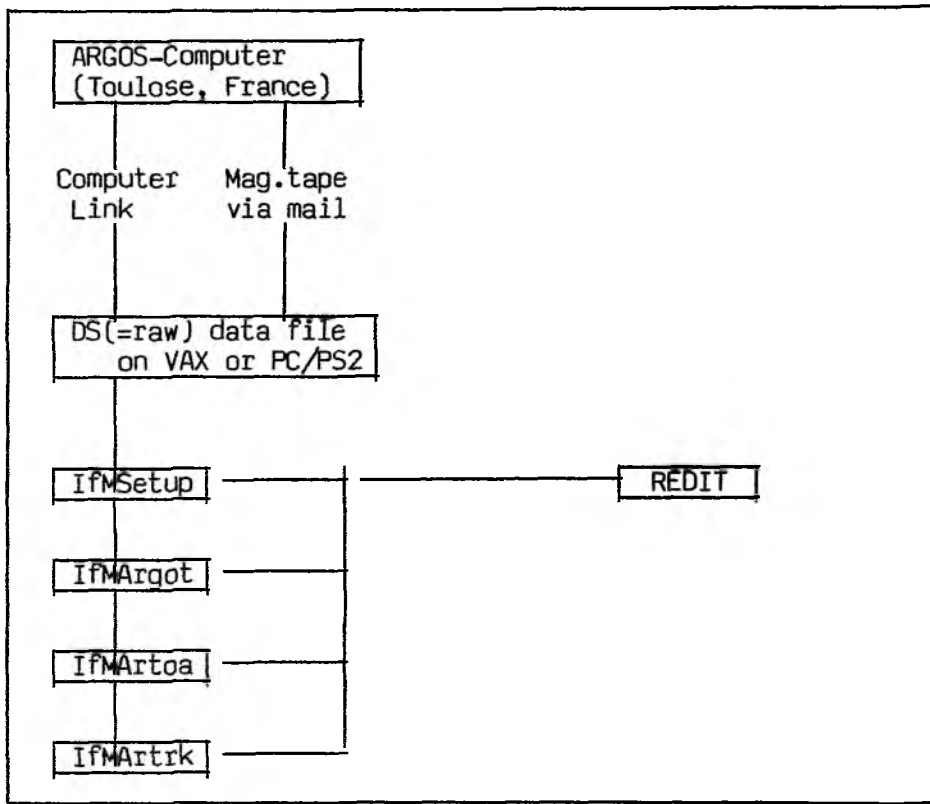 ARGOS-Computer
(Toulose, France)
Computer Mag.tape
Link via mail
DS(=raw) data file
on VAX or PC/PS2
IfMSetup REDIT
IfMArgot
IfMArtoa
IfMArtrk